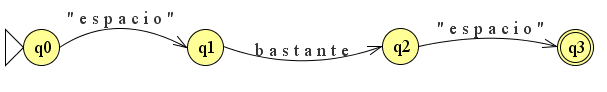 "espacio"
"espacio"
q0
q1
bastante
q2
q3